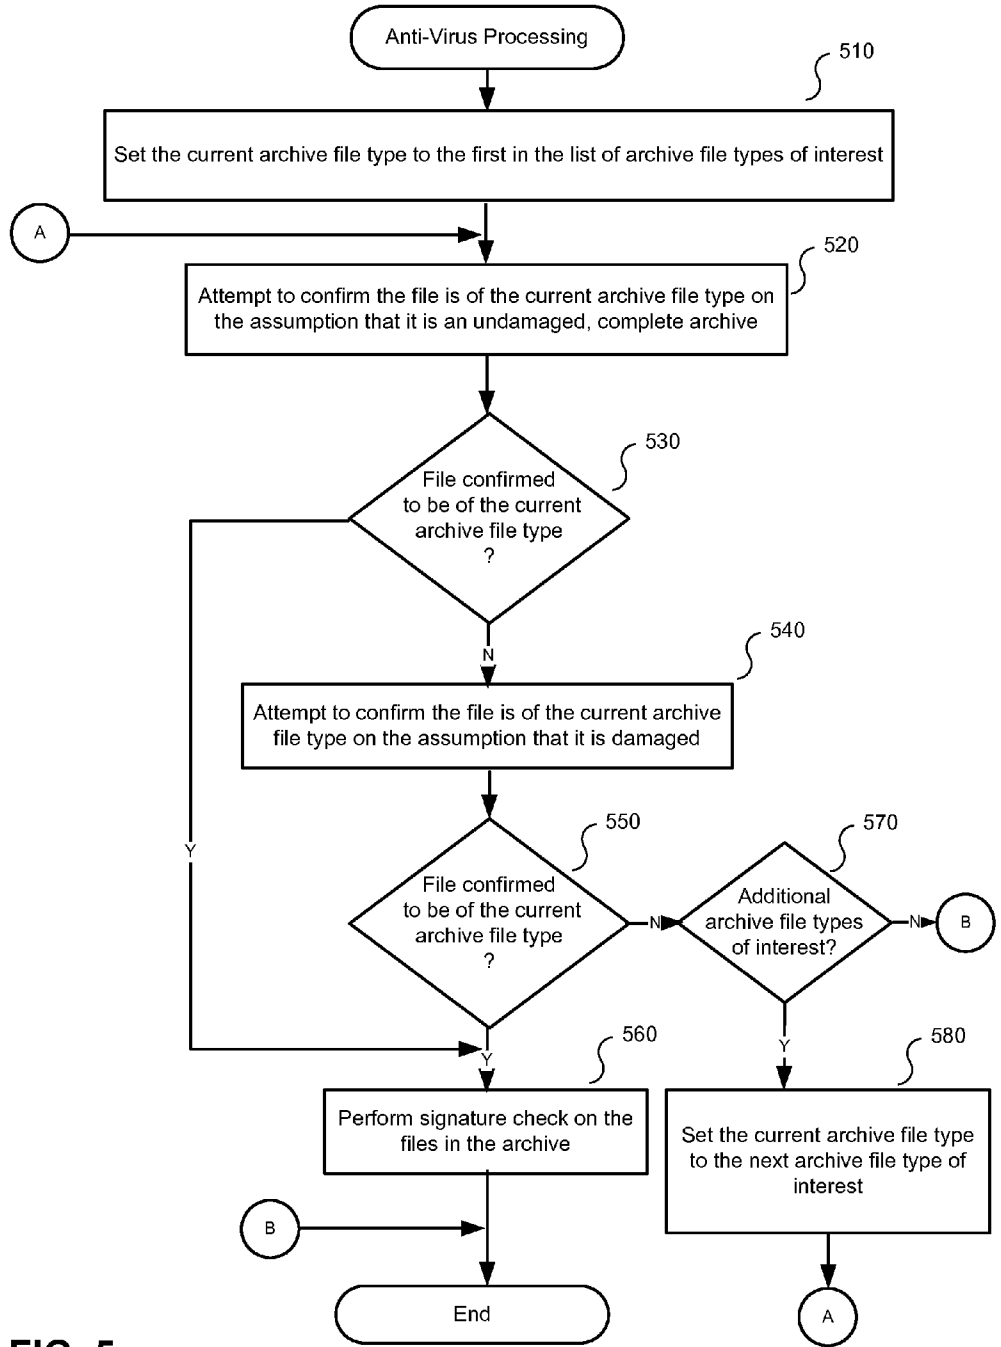 Anti-Virus Processing
510
Set the current archive file type to the first in the list of archive file types of interest
A
520
Attempt to confirm the file is of the current archive file type on
the assumption that it is an undamaged, complete archive
530
File confirmed
to be of the current
archive file type
?
N
540
Attempt to confirm the file is of the current archive
file type on the assumption that it is damaged
Y
550
File confirmed
to be of the current
archive file type
?
N
570
Additional
archive file types
of interest?
N
B
Y
560
Perform signature check on the
files in the archive
Y
580
Set the current archive file type
to the next archive file type of
interest
B
End
A
FIG. 5